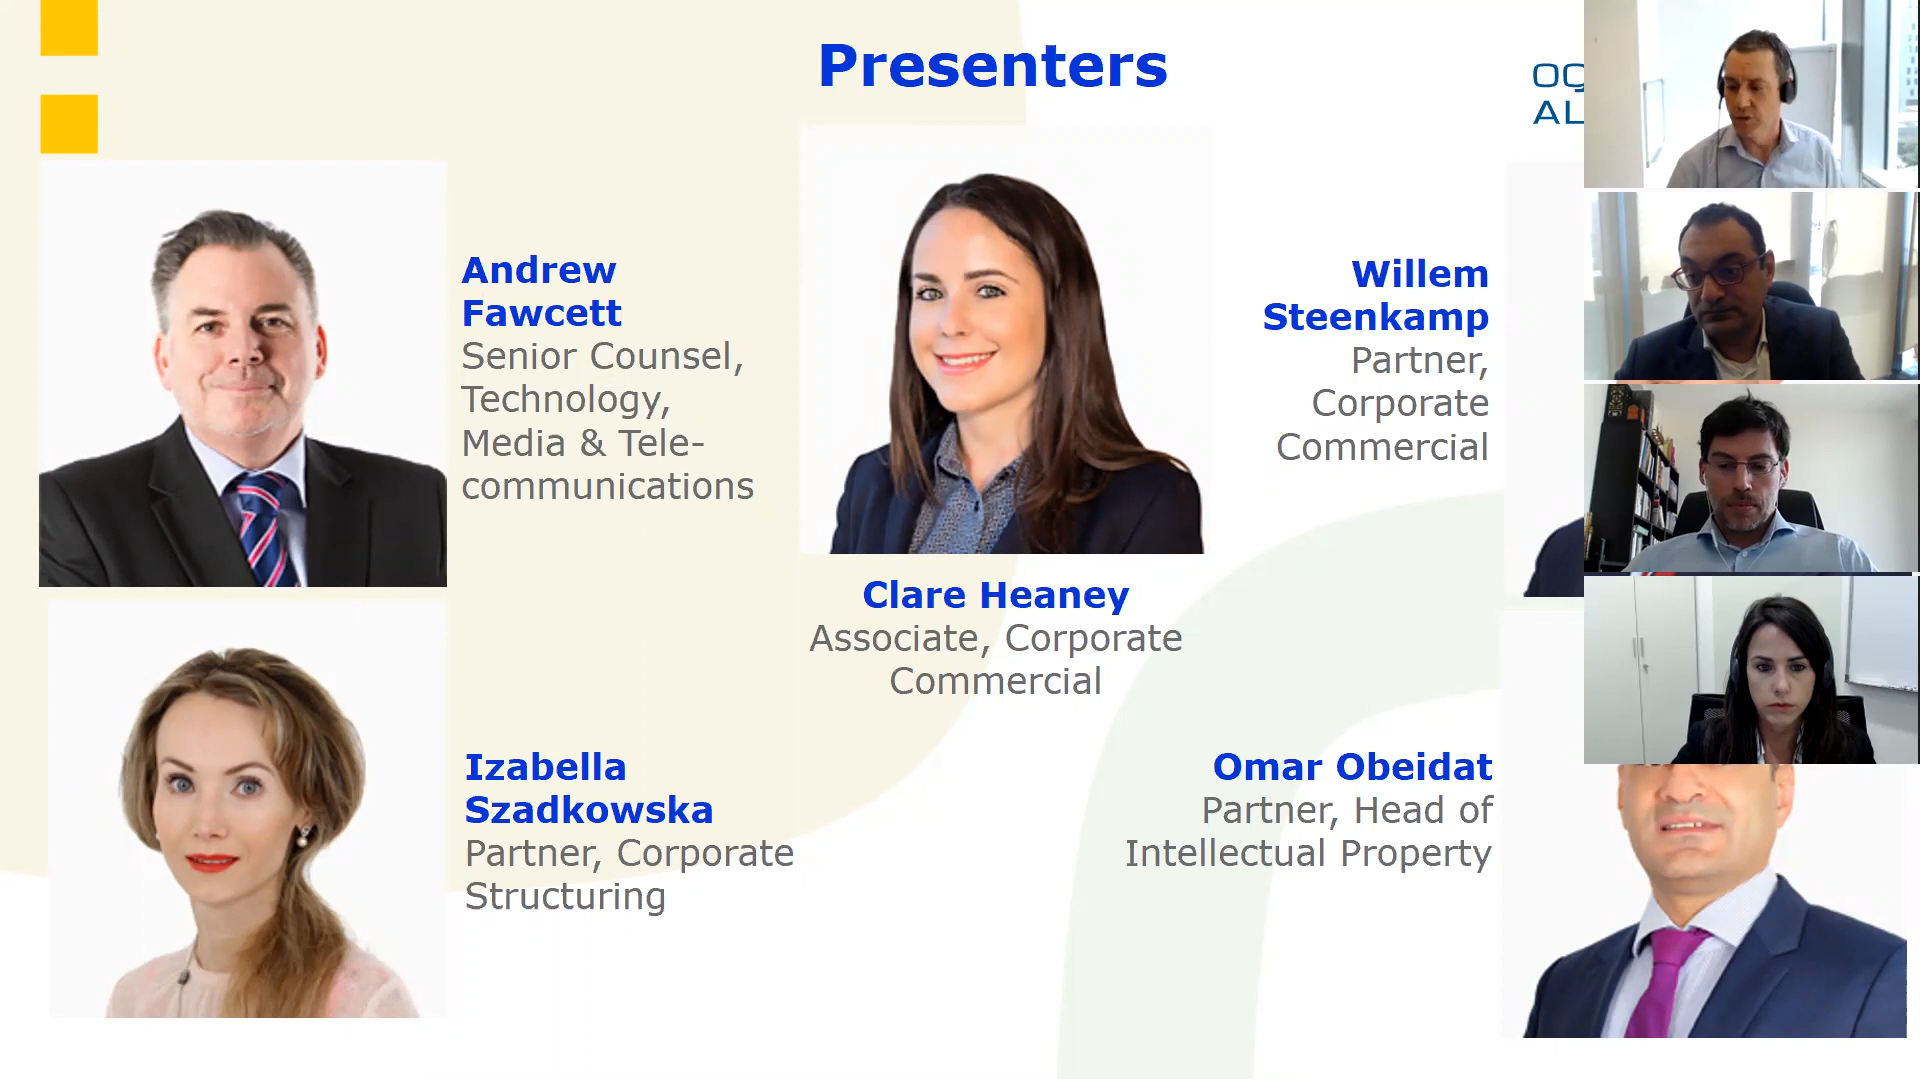 Presenters
Andrew
Fawcett
Senior Counsel,
Technology,
Media & Tele-
communications
Clare Heaney
Associate, Corporate
Commercial
Willem
Steenkamp
Partner,
Corporate
Commercial
Izabella
Szadkowska
Partner, Corporate
Structuring
Omar Obeidat
Partner, Head of
Intellectual Property